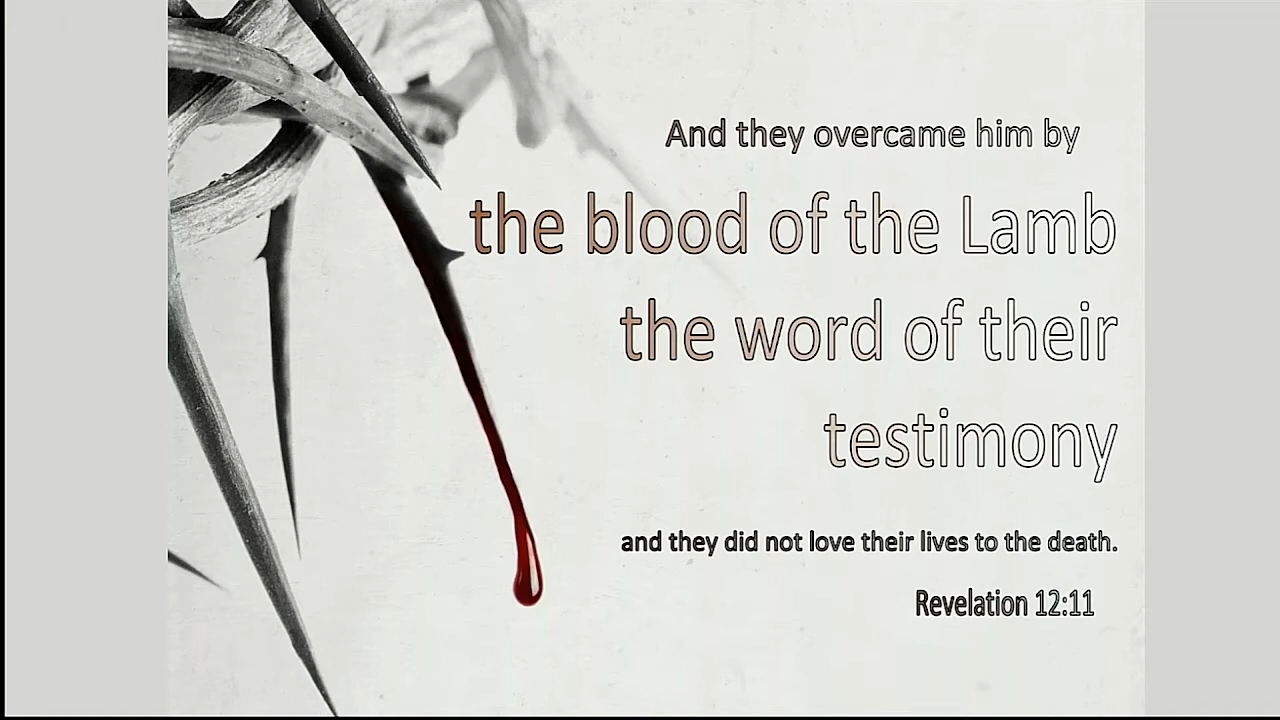 And they overcame him by
the blood of the Lamb
the word of their
testimony
and they did not love their lives to the death.
Revelation 12:11